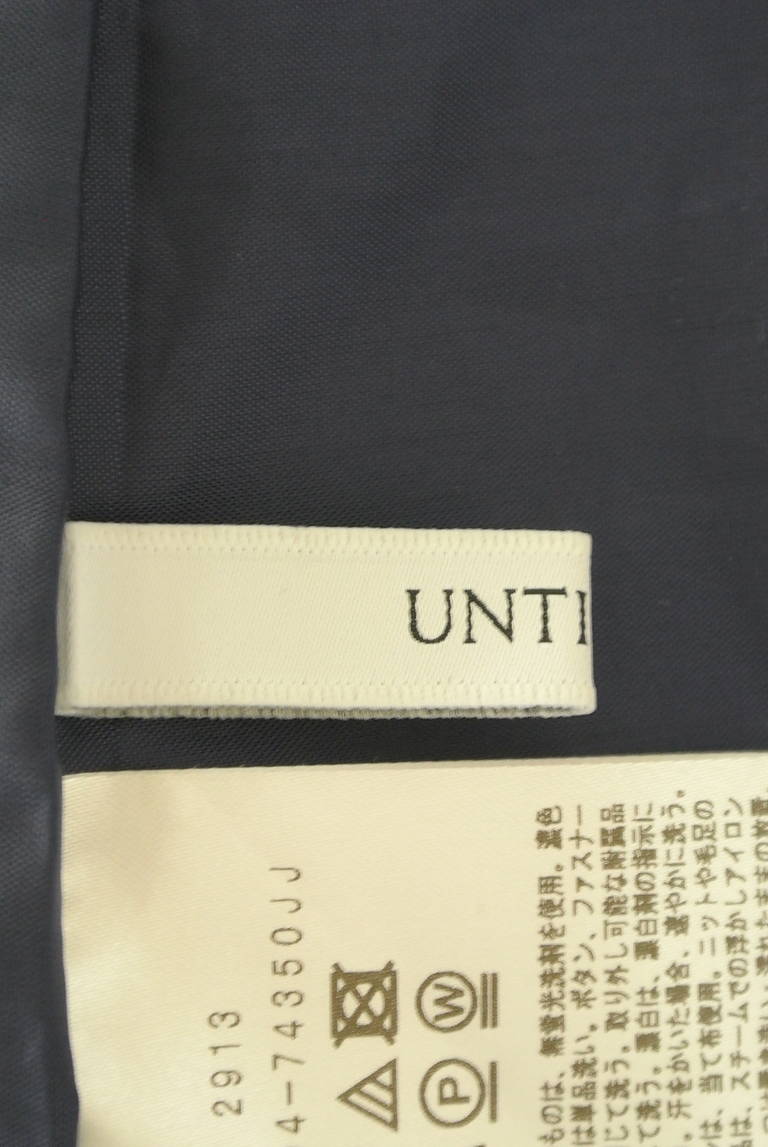 UNTI
2913
4-74350JJ
W
P
ものは、無蛍光洗剤を使用。濃色
は単品洗い。ボタン、ファスナー
じて洗う。取り外し可能な附属品
て洗う。漂白は、漂白剤の指示に
。汗をかいた場合、速やかに洗う。
は、当て布使用。ニットや毛足の
は、スチームでの浮かしアイロン